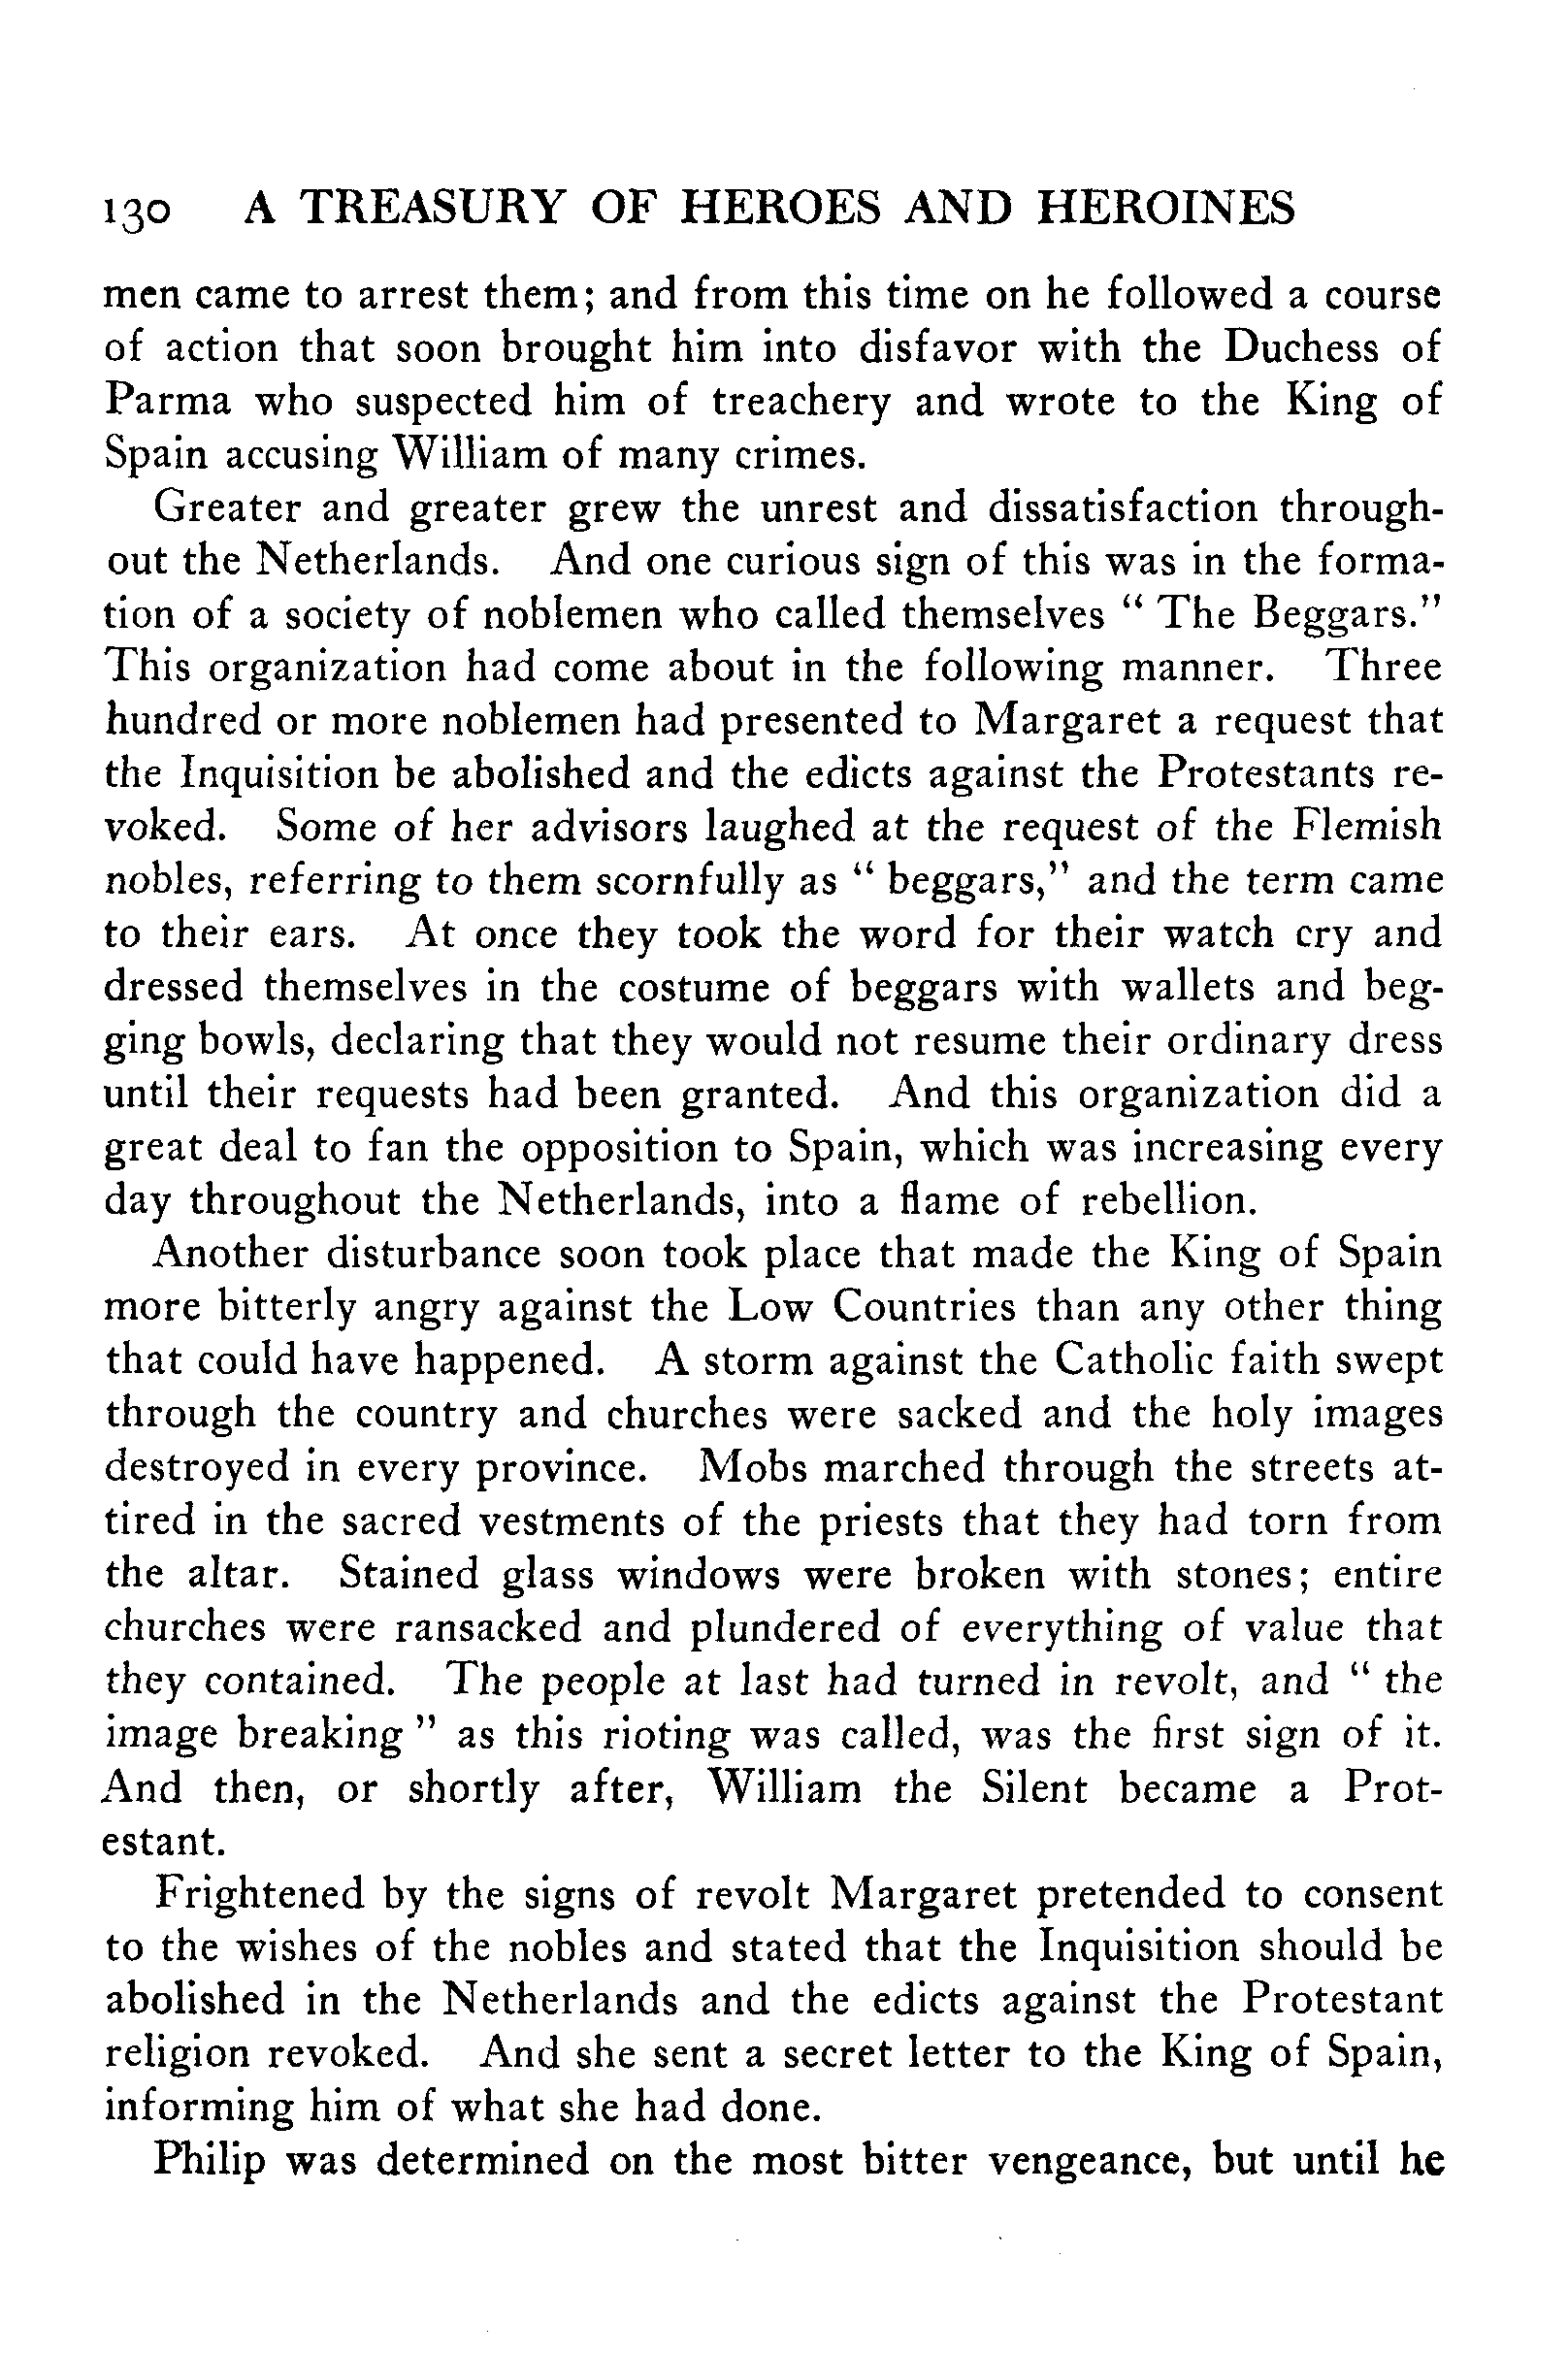 130 A TREASURY OF HEROES AND HEROINES
men came to arrest them; and from this time on he followed a course
of action that soon brought him into disfavor with the Duchess of
Parma who suspected him of treachery and wrote to the King of
Spain accusing William of many crimes.
Greater and greater grew the unrest and dissatisfaction through-
out the Netherlands. And one curious sign of this was in the forma-
tion of a society of noblemen who called themselves “ The Beggars.”
This organization had come about in the following manner. Three
hundred or more noblemen had presented to Margaret a request that
the Inquisition be abolished and the edicts against the Protestants re-
voked. Some of her advisors laughed at the request of the Flemish
nobles, referring to them scornfully as “ beggars,” and the term came
to their ears. At once they took the word for their watch cry and
dressed themselves in the costume of beggars with wallets and beg-
ging bowls, declaring that they would not resume their ordinary dress
until their requests had been granted. And this organization did a
great deal to fan the opposition to Spain, which was increasing every
day throughout the Netherlands, into a flame of rebellion.
Another disturbance soon took place that made the King of Spain
more bitterly angry against the Low Countries than any other thing
that could have happened. A storm against the Catholic faith swept
through the country and churches were sacked and the holy images
destroyed in every province. Mobs marched through the streets at-
tired in the sacred vestments of the priests that they had torn from
the altar. Stained glass windows were broken with stones; entire
churches were ransacked and plundered of everything of value that
they contained. The people at last had turned in revolt, and “ the
image breaking ” as this rioting was called, was the first sign of it.
And then, or shortly after, William the Silent became a Prot-
estant.
Frightened by the signs of revolt Margaret pretended to consent
to the wishes of the nobles and stated that the Inquisition should be
abolished in the Netherlands and the edicts against the Protestant
religion revoked. And she sent a secret letter to the King of Spain,
informing him of what she had done.
Philip was determined on the most bitter vengeance, but until he